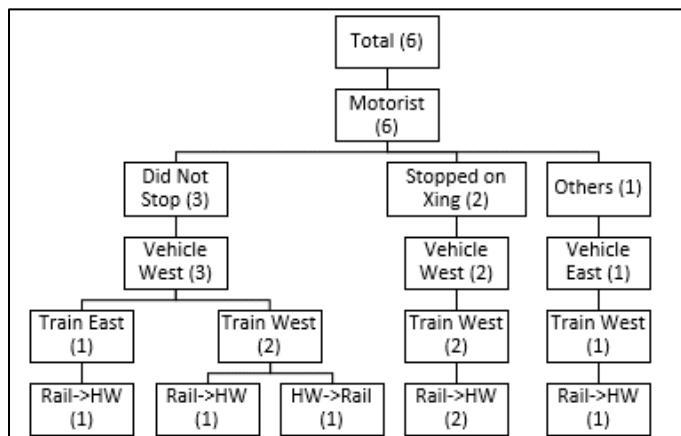 Total (6)
Motorist
(6)
Did Not
Stop (3)
Stopped on
Xing (2)
Others (1)
Vehicle
West (3)
Vehicle
West (2)
Vehicle
East (1)
Train East
(1)
Train West
(2)
Train West
(2)
Train West
(1)
Rail->HW
(1)
Rail->HW
(1)
HW->Rail
(1)
Rail->HW
(2)
Rail->HW
(1)